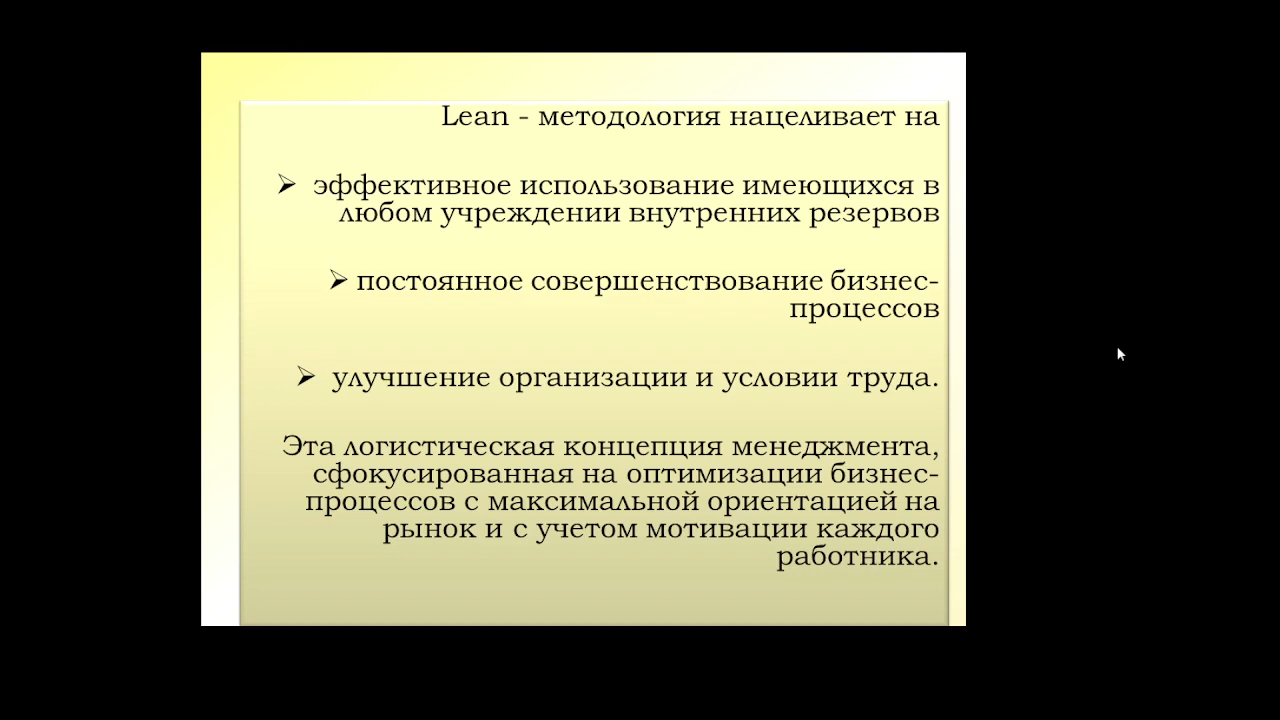 Lean - методология нацеливает на
➢ эффективное использование имеющихся в
любом учреждении внутренних резервов
➢ постоянное совершенствование бизнес-
процессов
➢ улучшение организации и условии труда.
Эта логистическая концепция менеджмента,
сфокусированная на оптимизации бизнес-
процессов с максимальной ориентацией на
рынок и с учетом мотивации каждого
работника.